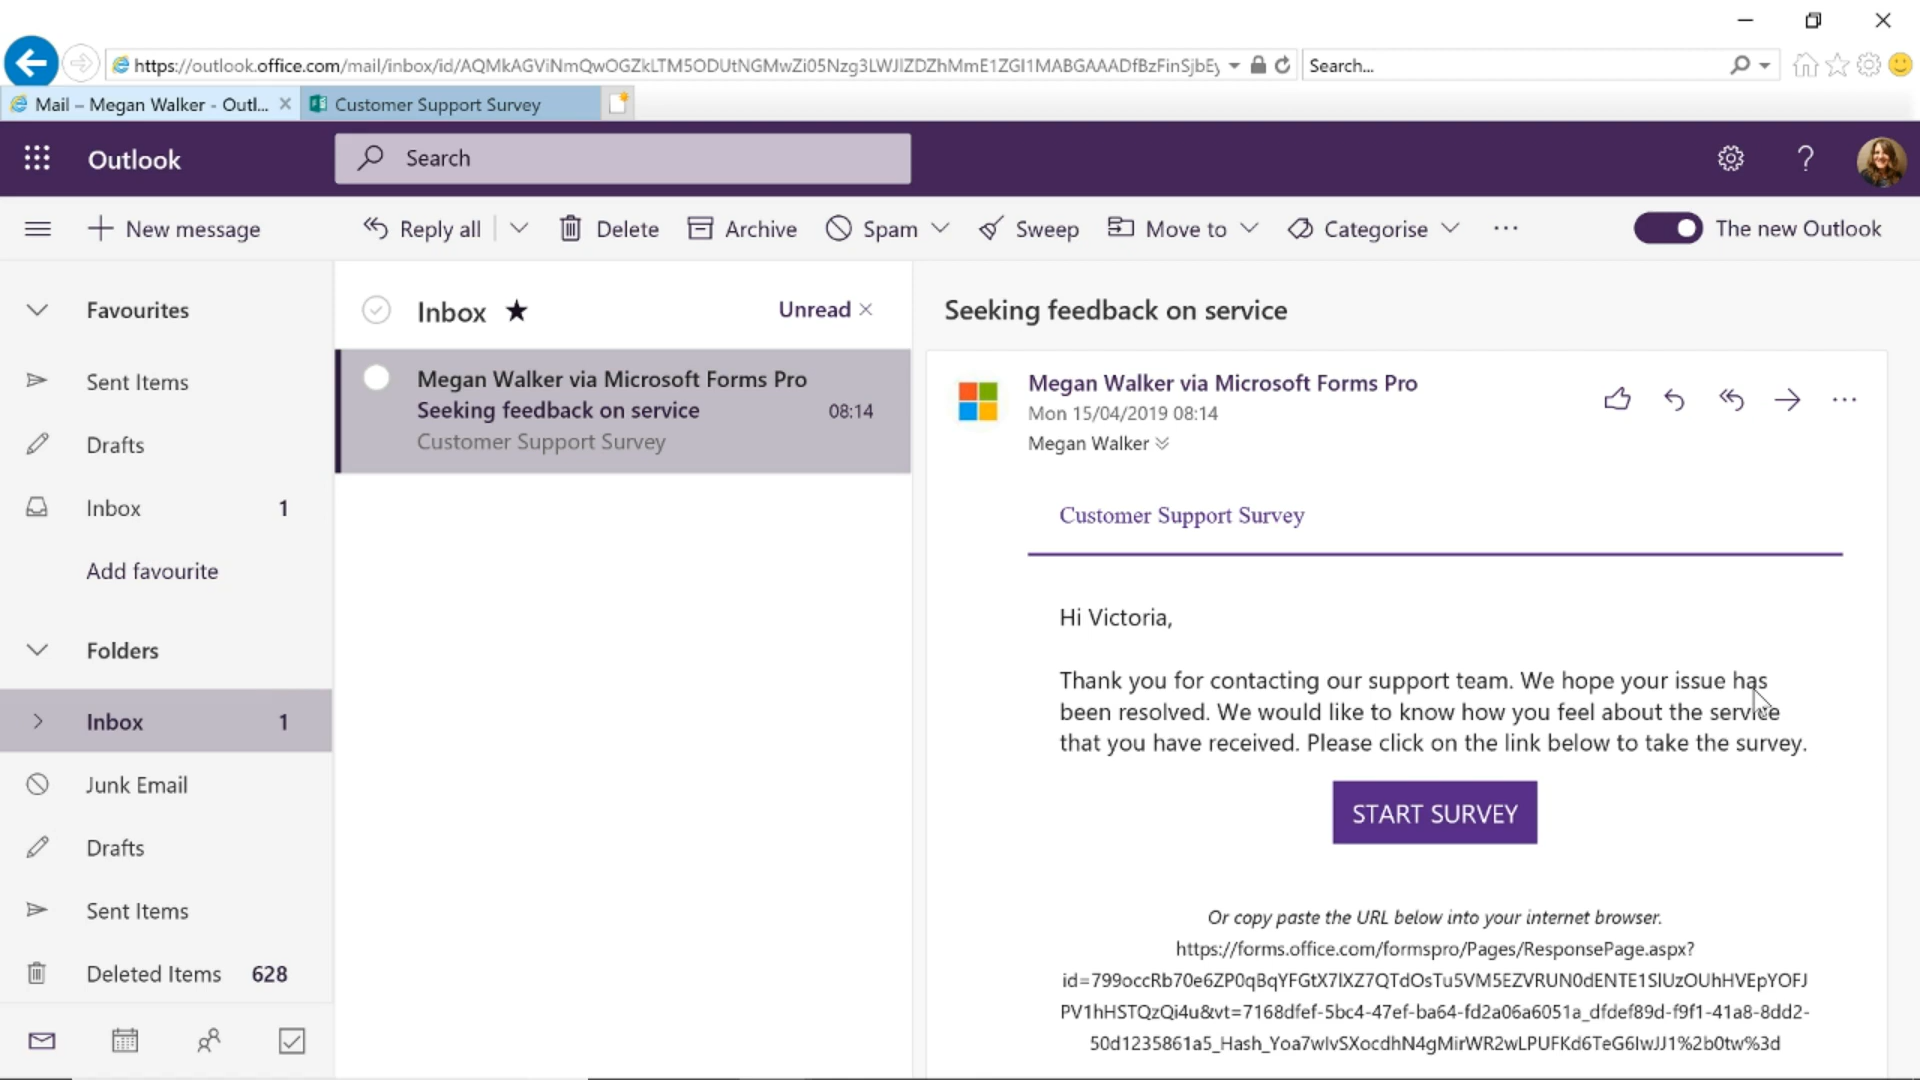 https://outlook.office.com/mail/inbox/id/AQMkAGViNmQwOGZkLTM5ODUtNGMwZi05Nzg3LWJlZDZhMmE1ZGI1MABGAAADfBzFinSjbEy
Search...
Mail – Megan Walker - Outl...
Customer Support Survey
Outlook
Search
New message
Reply all
Delete
Archive
Spam
Sweep
Move to
Categorise
The new Outlook
Favourites
Sent Items
Drafts
Inbox 1
Add favourite
Folders
Inbox 1
Junk Email
Drafts
Sent Items
Deleted Items 628
Inbox
Unread
Megan Walker via Microsoft Forms Pro
Seeking feedback on service 08:14
Customer Support Survey
Seeking feedback on service
Megan Walker via Microsoft Forms Pro
Mon 15/04/2019 08:14
Megan Walker
Customer Support Survey
Hi Victoria,
Thank you for contacting our support team. We hope your issue has
been resolved. We would like to know how you feel about the service
that you have received. Please click on the link below to take the survey.
START SURVEY
Or copy paste the URL below into your internet browser.
https://forms.office.com/formspro/Pages/ResponsePage.aspx?
id=799occRb70e6ZP0qBqYFGtX7lXZ7QTdOsTu5VM5EZVRUN0dENTE1SlUzOUhHVEpYOFJ
PV1hHSTQzQi4u&vt=7168dfef-5bc4-47ef-ba64-fd2a06a6051a_dfdef89d-f9f1-41a8-8dd2-
50d1235861a5_Hash_Yoa7wIvSXocdhN4gMirWR2wLPUFKd6TeG6IwJJ1%2b0tw%3d